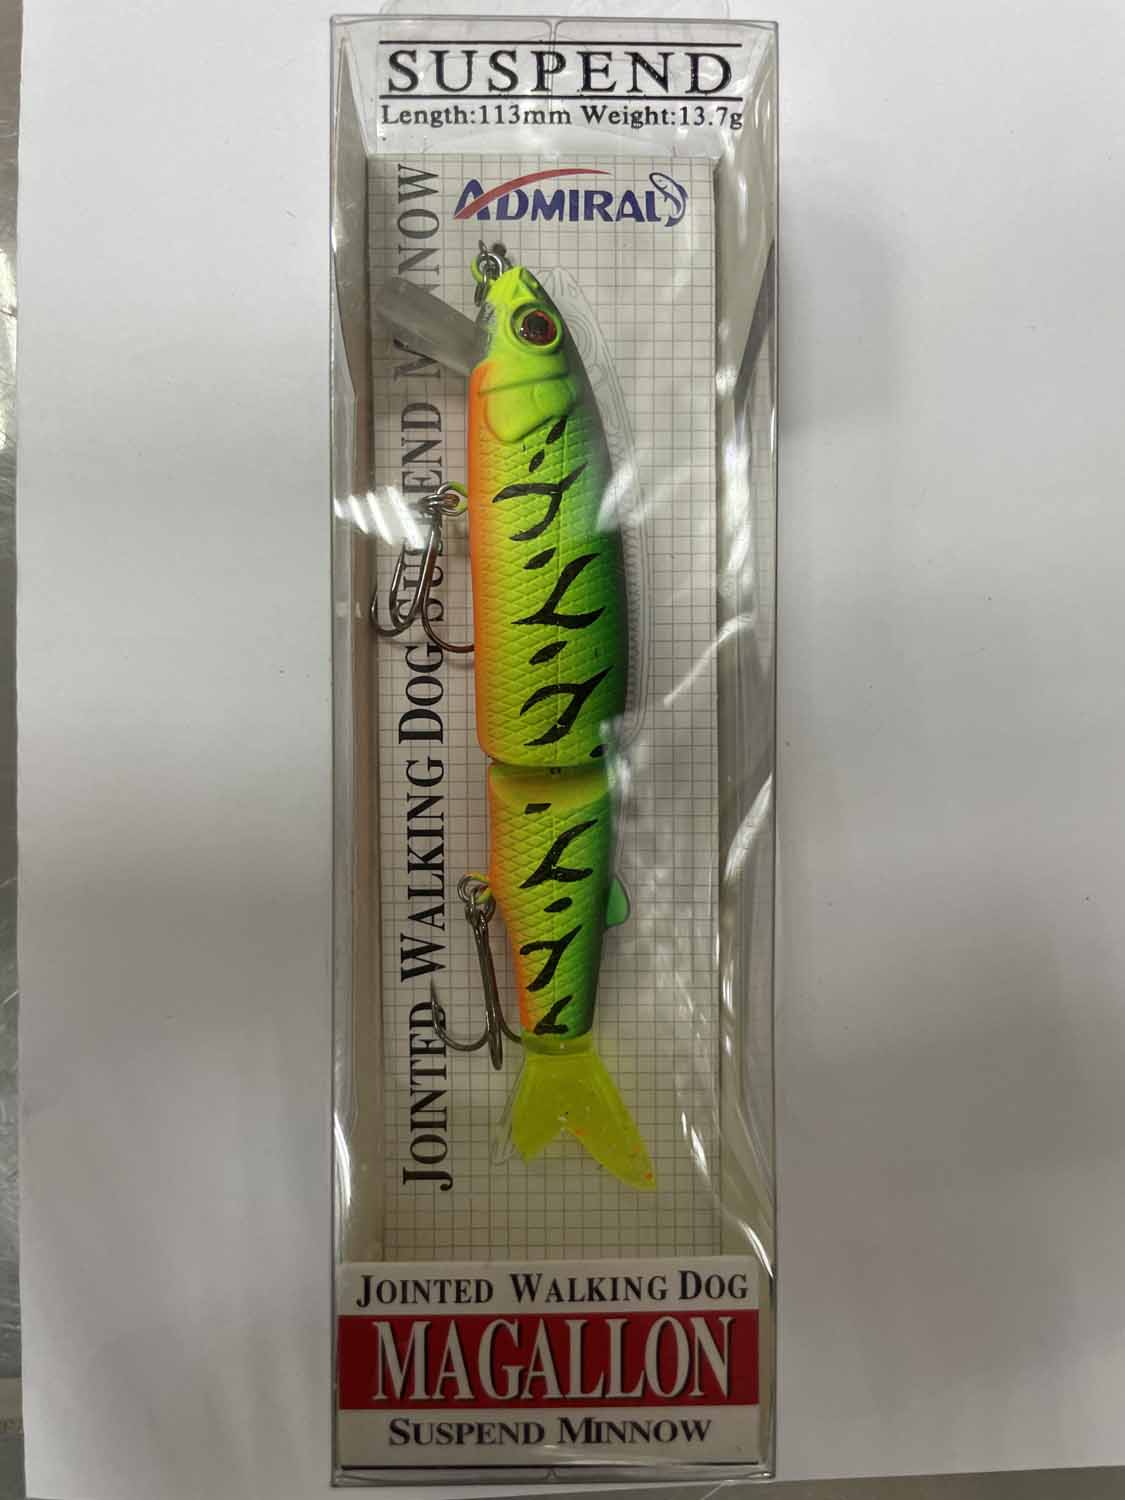 SUSPEND
Length:113mm Weight:13.7g
ADMIRAL
JOINTED WALKING DOG SUSPEND MINNOW
JOINTED WALKING DOG
MAGALLON
SUSPEND MINNOW